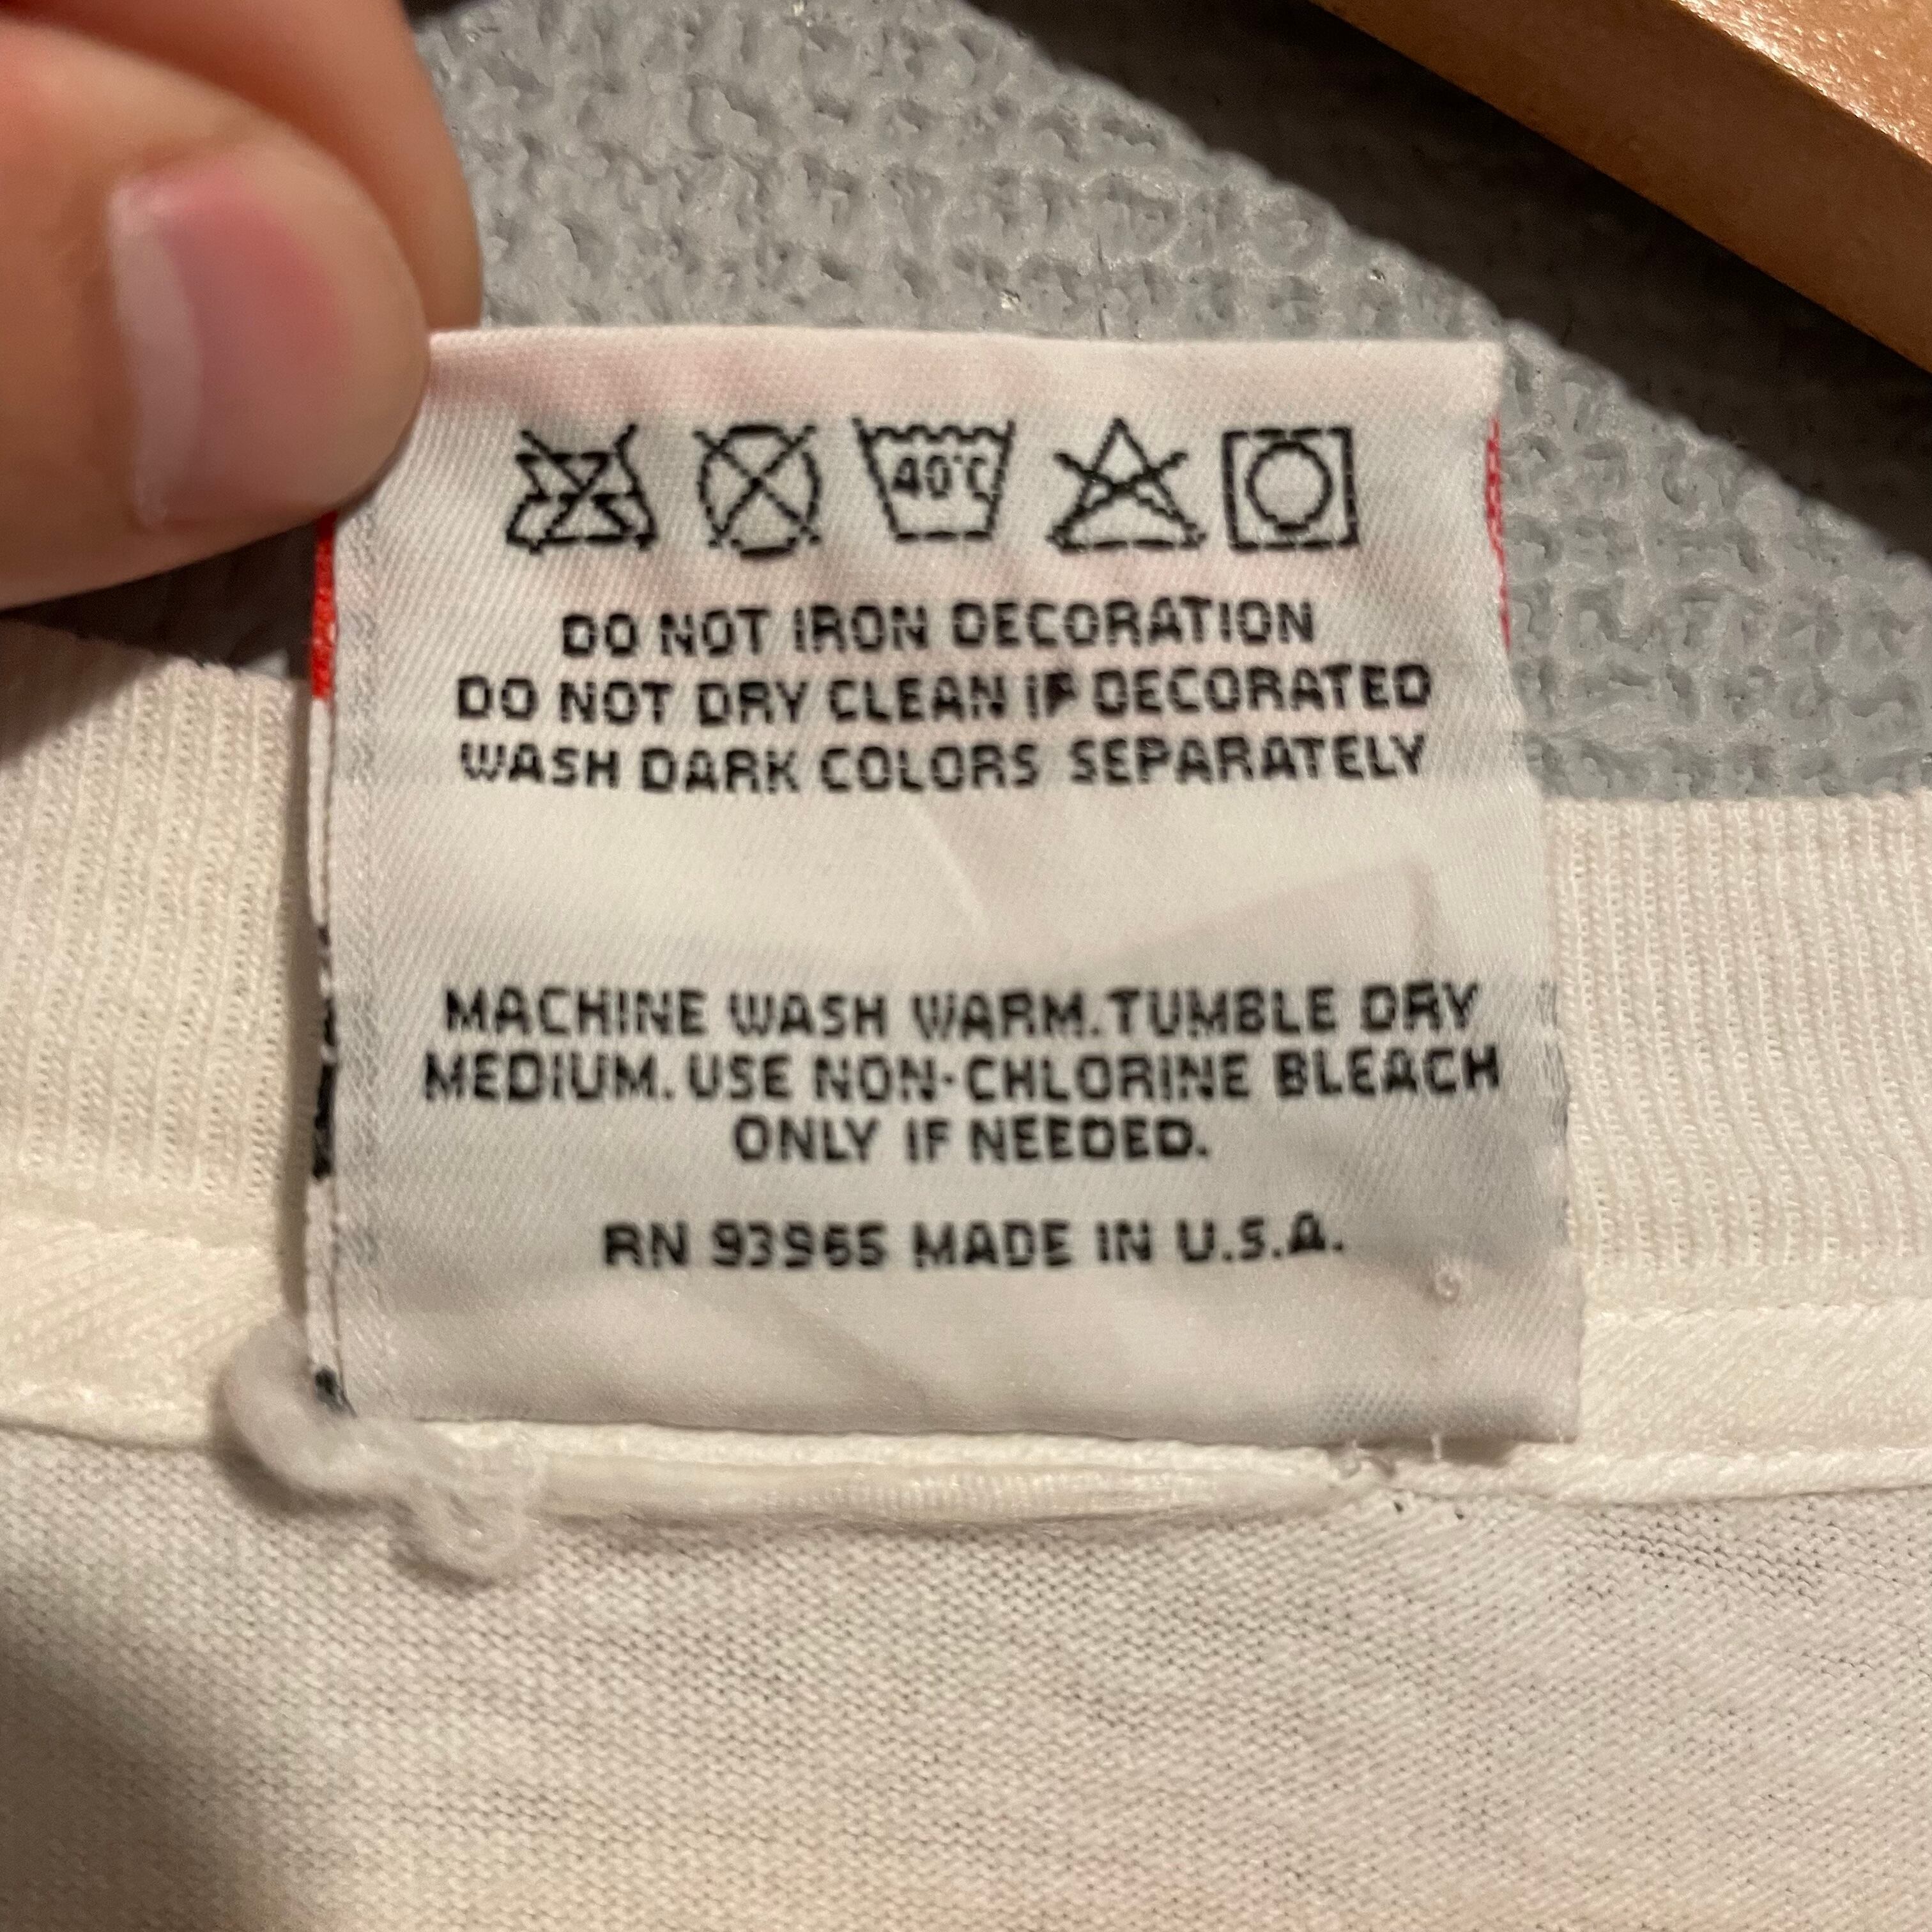 40°C
DO NOT IRON DECORATION
DO NOT DRY CLEAN IF DECORATED
WASH DARK COLORS SEPARATELY
MACHINE WASH WARM. TUMBLE DRY
MEDIUM. USE NON-CHLORINE BLEACH
ONLY IF NEEDED.
RN 93965 MADE IN U.S.A.